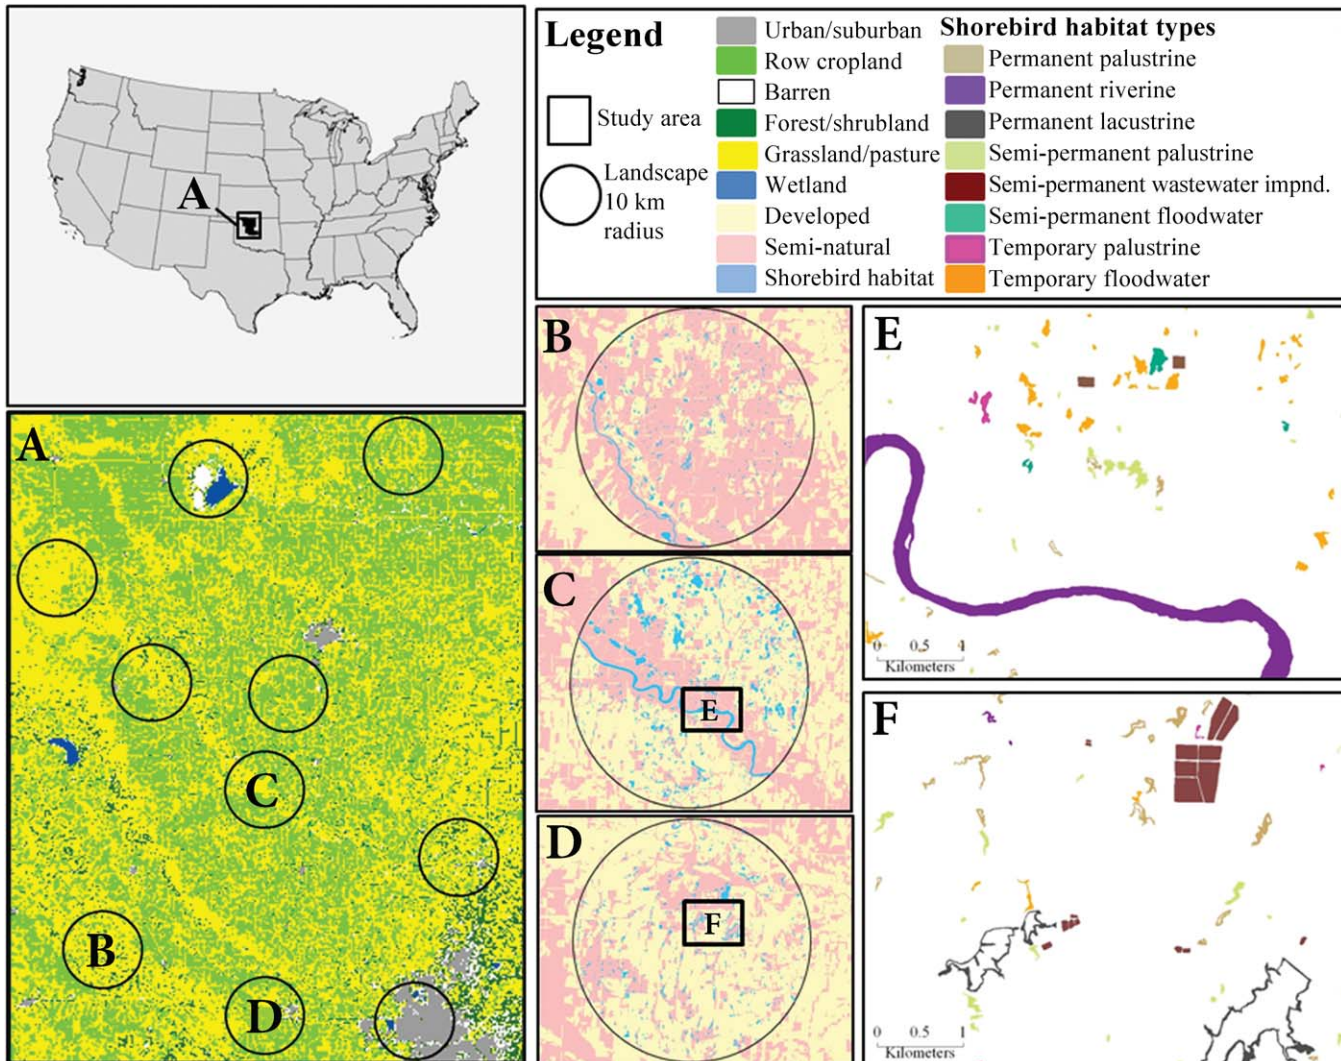 A
Legend
Study area
Landscape
10 km
radius
Urban/suburban
Row cropland
Barren
Forest/shrubland
Grassland/pasture
Wetland
Developed
Semi-natural
Shorebird habitat
Shorebird habitat types
Permanent palustrine
Permanent riverine
Permanent lacustrine
Semi-permanent palustrine
Semi-permanent wastewater impnd.
Semi-permanent floodwater
Temporary palustrine
Temporary floodwater
A
C
B
D
B
C
E
D
F
E
0 0.5 1
Kilometers
F
0 0.5 1
Kilometers